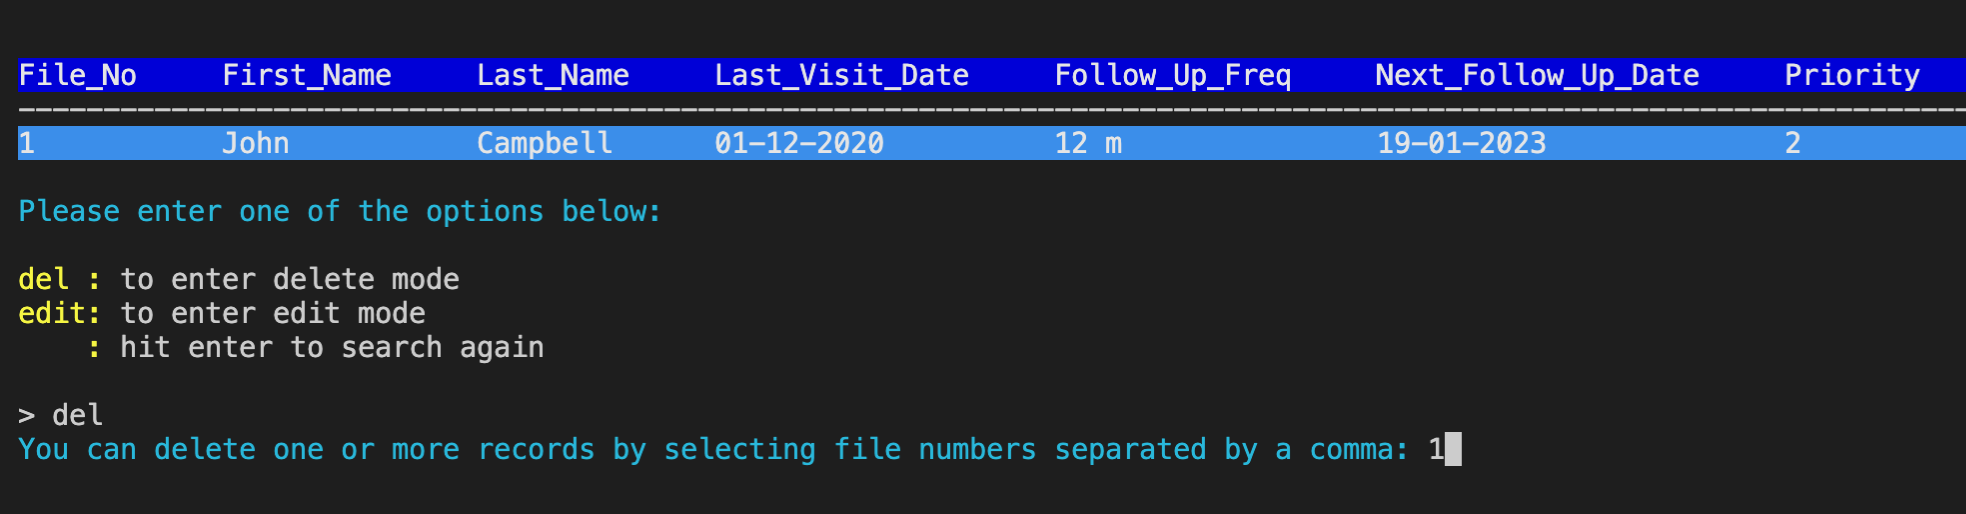 File_No First_Name Last_Name Last_Visit_Date Follow_Up_Freq Next_Follow_Up_Date Priority
1 John Campbell 01-12-2020 12 m 19-01-2023 2
Please enter one of the options below:
del : to enter delete mode
edit: to enter edit mode
: hit enter to search again
> del
You can delete one or more records by selecting file numbers separated by a comma: 1